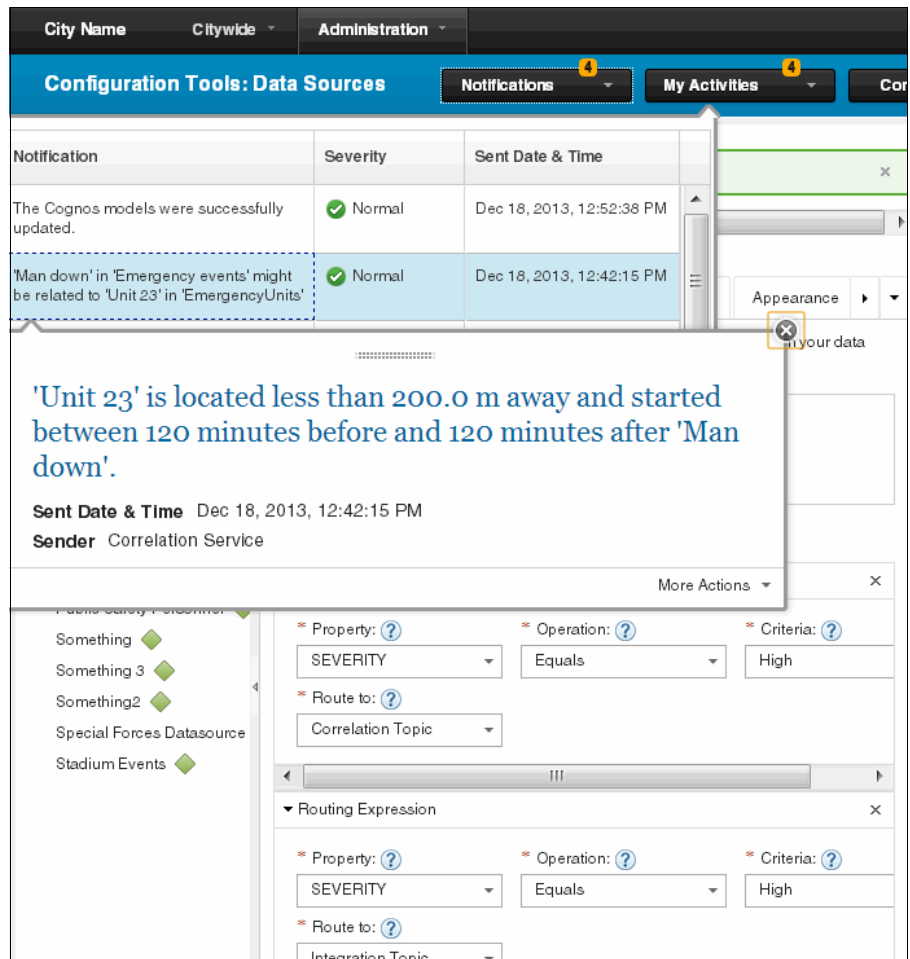 City Name Citywide Administration
Configuration Tools: Data Sources Notifications 4 My Activities 4 Con
Notification Severity Sent Date & Time
The Cognos models were successfully updated. Normal Dec 18, 2013, 12:52:38 PM
'Man down' in 'Emergency events' might Normal Dec 18, 2013, 12:42:15 PM
be related to 'Unit 23' in 'EmergencyUnits'
Appearance
your data
'Unit 23' is located less than 200.0 m away and started
between 120 minutes before and 120 minutes after 'Man
down'.
Sent Date & Time Dec 18, 2013, 12:42:15 PM
Sender Correlation Service
More Actions
Public Safety Personnel
Something
Something 3
Something2
Special Forces Datasource
Stadium Events
* Property: ? * Operation: ? * Criteria: ?
SEVERITY Equals High
* Route to: ?
Correlation Topic
Routing Expression
* Property: ? * Operation: ? * Criteria: ?
SEVERITY Equals High
* Route to: ?
Integration Topic